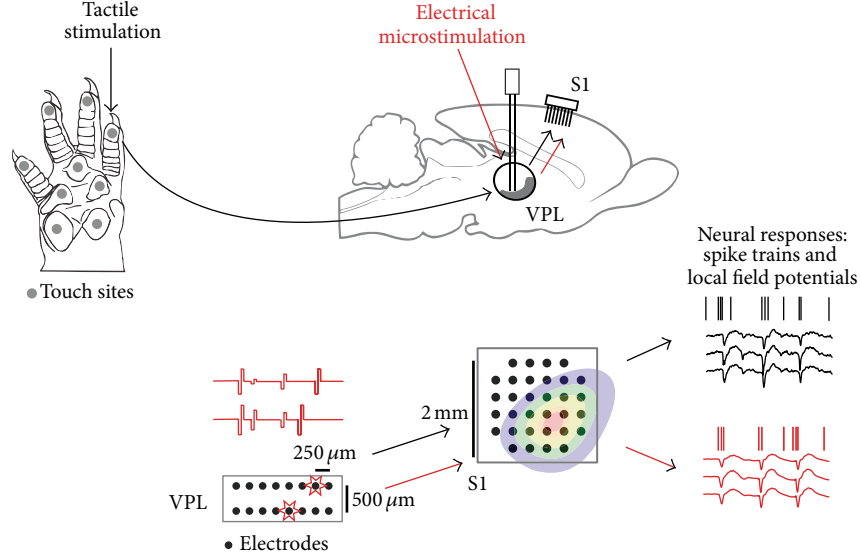 Tactile
stimulation
Electrical
microstimulation
S1
VPL
Touch sites
Neural responses:
spike trains and
local field potentials
2 mm
250 μm
S1
VPL
500 μm
Electrodes